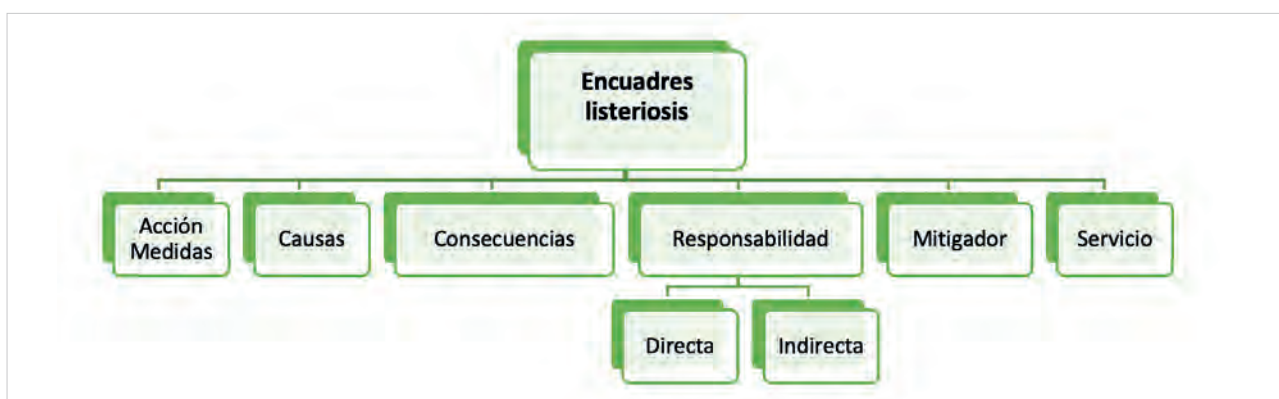 Encuadres
listeriosis
Acción
Medidas
Causas
Consecuencias
Responsabilidad
Mitigador
Servicio
Directa
Indirecta